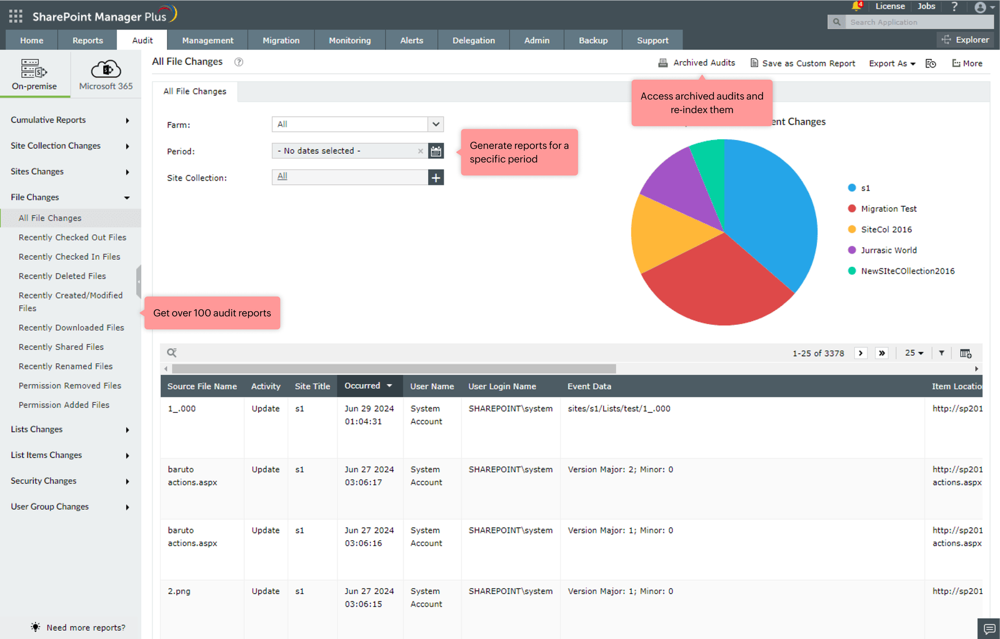 SharePoint Manager Plus
4
License
Jobs
?
Search Application
Home
Reports
Audit
Management
Migration
Monitoring
Alerts
Delegation
Admin
Backup
Support
Explorer
On-premise
Microsoft 365
All File Changes
?
Archived Audits
Save as Custom Report
Export As
More
Access archived audits and
re-index them
Cumulative Reports
Site Collection Changes
Sites Changes
File Changes
All File Changes
Recently Checked Out Files
Recently Checked In Files
Recently Deleted Files
Recently Created/Modified
Files
Recently Downloaded Files
Recently Shared Files
Recently Renamed Files
Permission Removed Files
Permission Added Files
Lists Changes
List Items Changes
Security Changes
User Group Changes
Need more reports?
Get over 100 audit reports
All File Changes
Farm:
All
Period:
- No dates selected -
Site Collection:
All
Generate reports for a
specific period
Changes
s1
Migration Test
SiteCol 2016
Jurrasic World
NewSIteCOllection2016
1-25 of 3378
25
Source File Name Activity Site Title Occurred User Name User Login Name Event Data Item Locatio
1_.000 Update s1 Jun 29 2024 System SHAREPOINT\system sites/s1/Lists/test/1_.000 http://sp201
01:04:31 Account
baruto Update s1 Jun 27 2024 System SHAREPOINT\system Version Major: 2; Minor: 0 http://sp201
actions.aspx 03:06:17 Account actions.aspx
baruto Update s1 Jun 27 2024 System SHAREPOINT\system Version Major: 1; Minor: 0 http://sp201
actions.aspx 03:06:16 Account actions.aspx
2.png Update s1 Jun 27 2024 System SHAREPOINT\system Version Major: 1; Minor: 0 http://sp201
03:06:15 Account